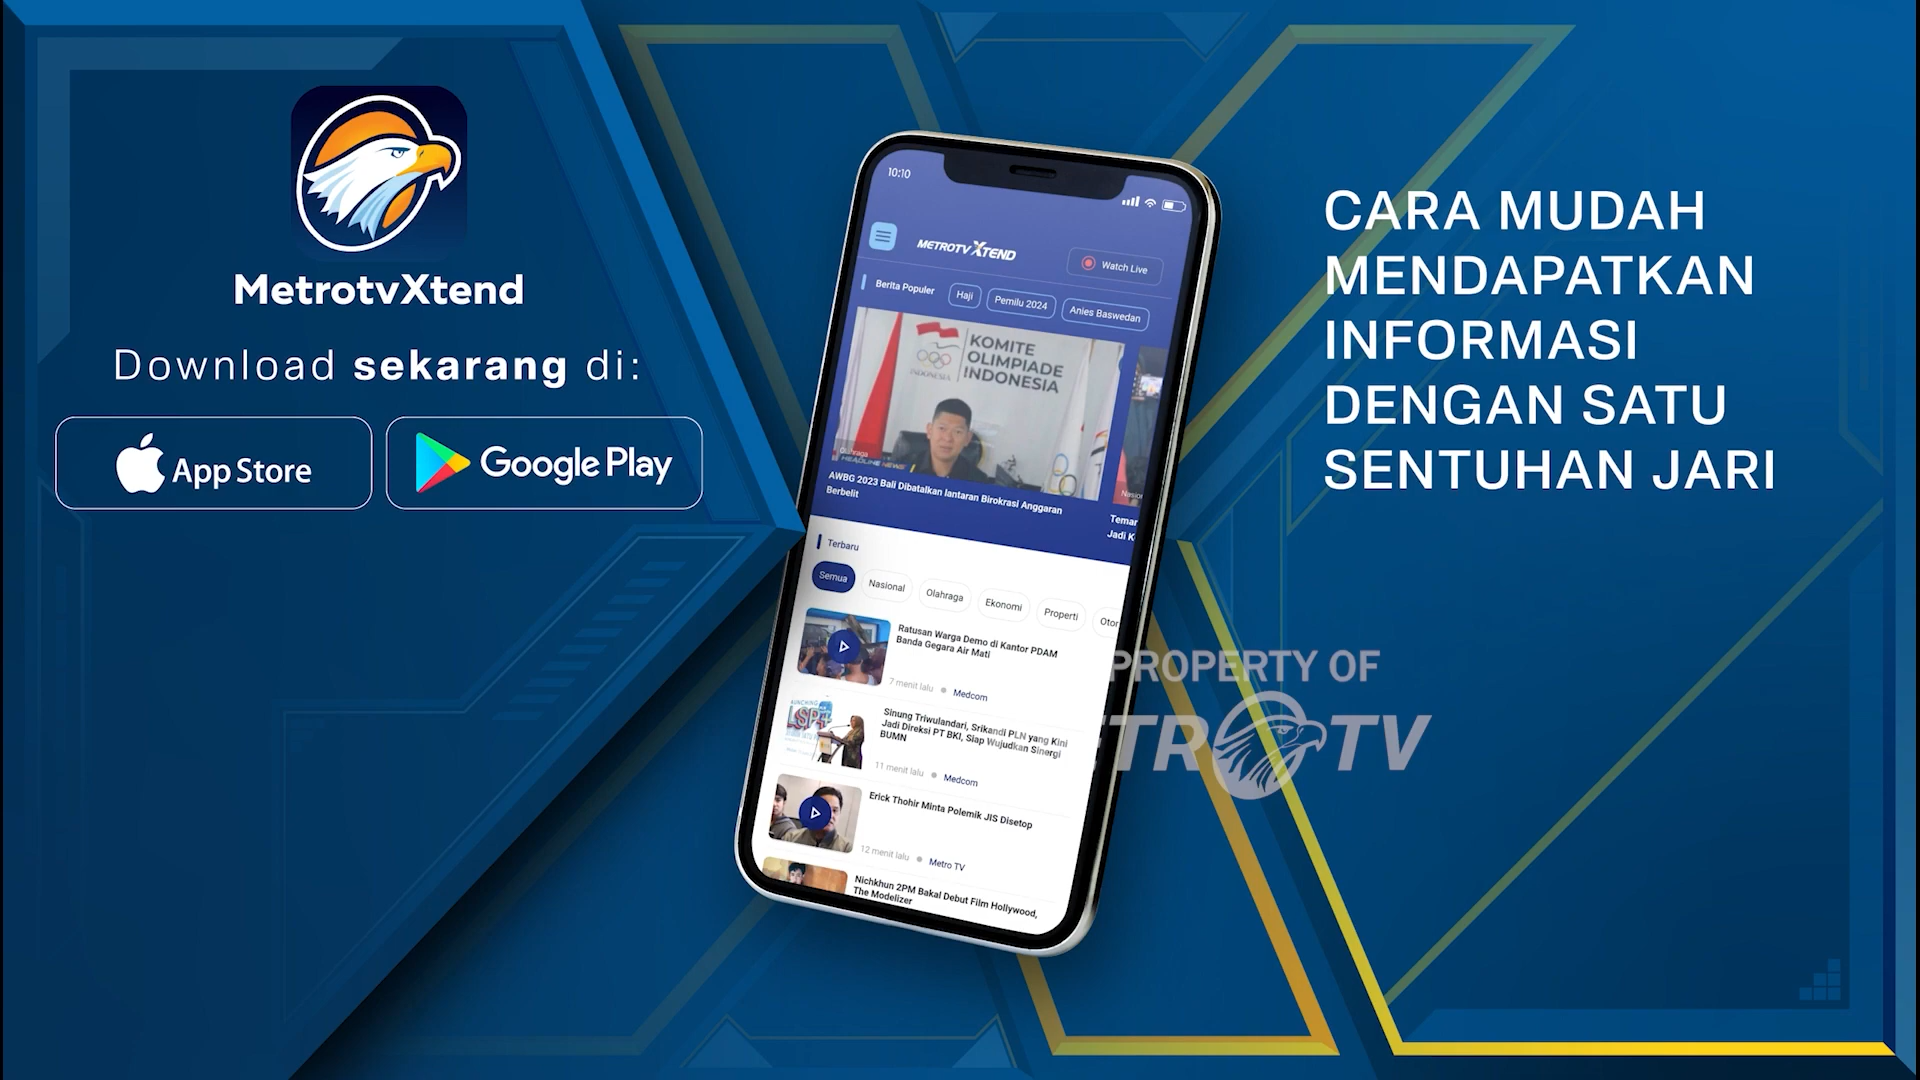 MetrotvXtend
Download sekarang di:
App Store
Google Play
10:10
METROTV XTEND
Watch Live
Berita Populer
Haji
Pemilu 2024
Anies Baswedan
KOMITE
OLIMPIADE
INDONESIA
INDONESIA
Olahraga
HEADLINE NEWS
AWBG 2023 Bali Dibatalkan lantaran Birokrasi Anggaran
Berbelit
Terbaru
Semua
Nasional
Olahraga
Ekonomi
Properti
Ratusan Warga Demo di Kantor PDAM
Banda Gegara Air Mati
7 menit lalu
Medcom
Sinung Triwulandari, Srikandi PLN yang Kini
Jadi Direksi PT BKI, Siap Wujudkan Sinergi
BUMN
11 menit lalu
Medcom
Erick Thohir Minta Polemik JIS Disetop
12 menit lalu
Metro TV
Nichkhun 2PM Bakal Debut Film Hollywood,
The Modelizer
CARA MUDAH
MENDAPATKAN
INFORMASI
DENGAN SATU
SENTUHAN JARI
PROPERTY OF
ETROTV